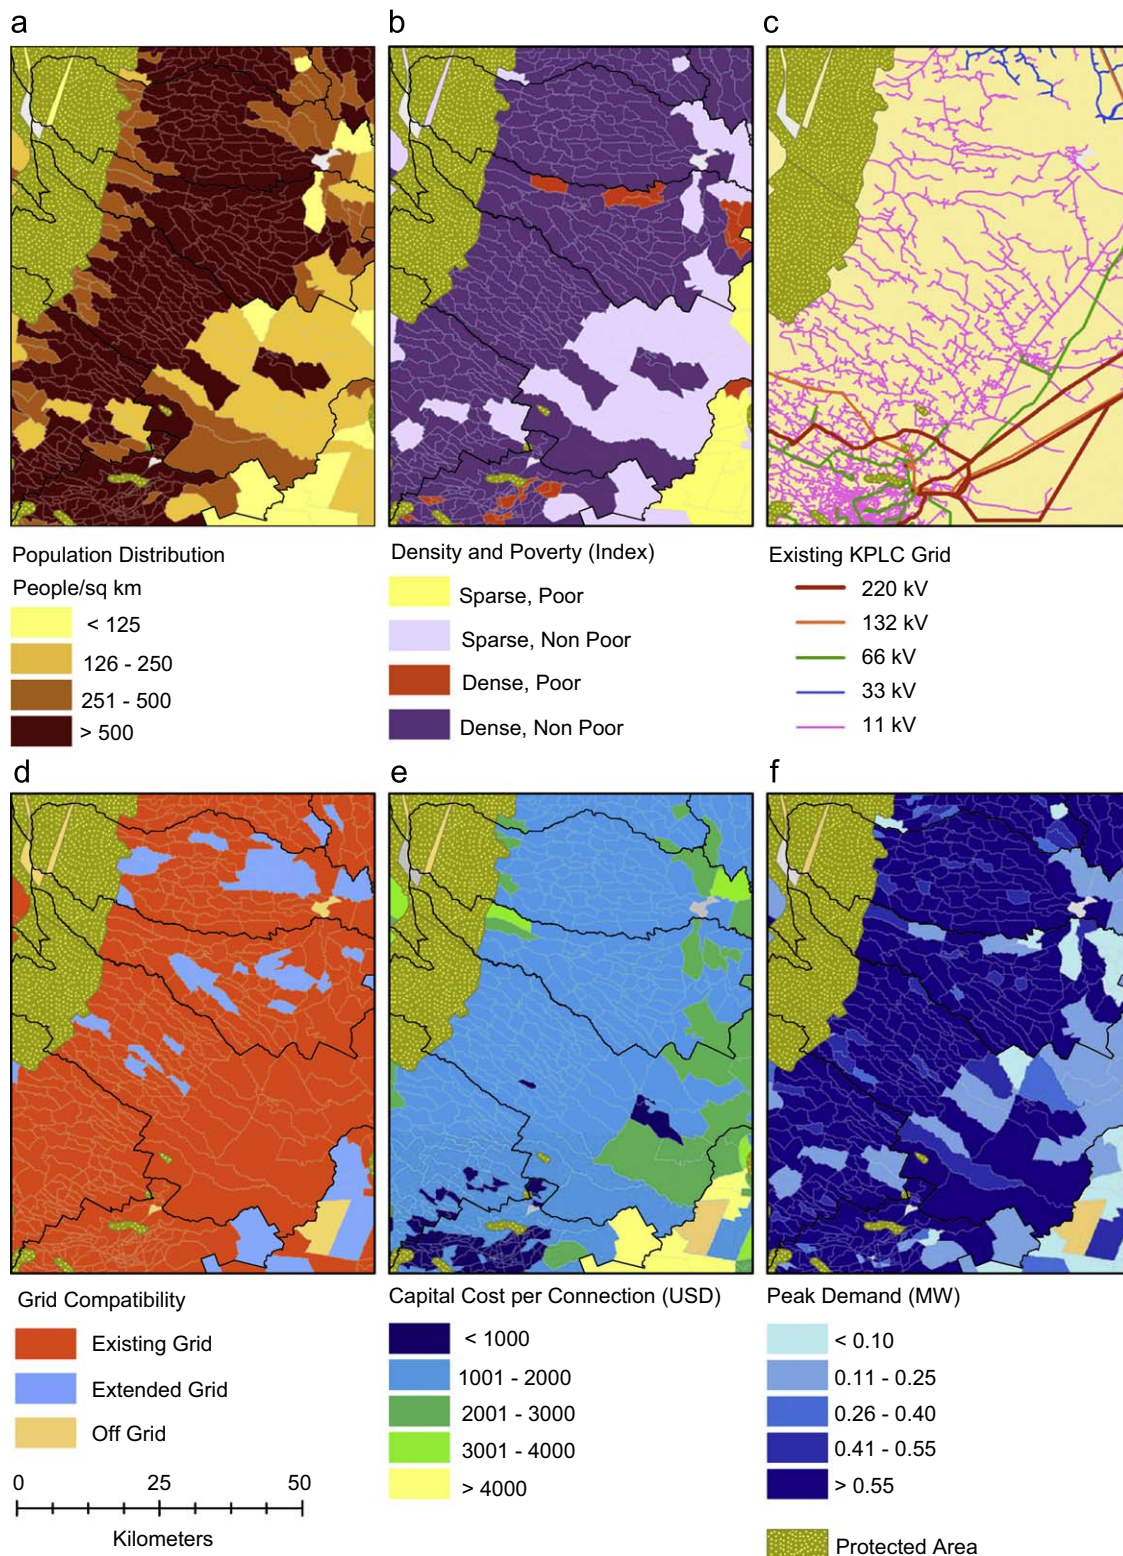 a
b
c
Population Distribution
People/sq km
< 125
126 - 250
251 - 500
> 500
Density and Poverty (Index)
Sparse, Poor
Sparse, Non Poor
Dense, Poor
Dense, Non Poor
Existing KPLC Grid
220 kV
132 kV
66 kV
33 kV
11 kV
d
e
f
Grid Compatibility
Existing Grid
Extended Grid
Off Grid
0 25 50
Kilometers
Capital Cost per Connection (USD)
< 1000
1001 - 2000
2001 - 3000
3001 - 4000
> 4000
Peak Demand (MW)
< 0.10
0.11 - 0.25
0.26 - 0.40
0.41 - 0.55
> 0.55
Protected Area